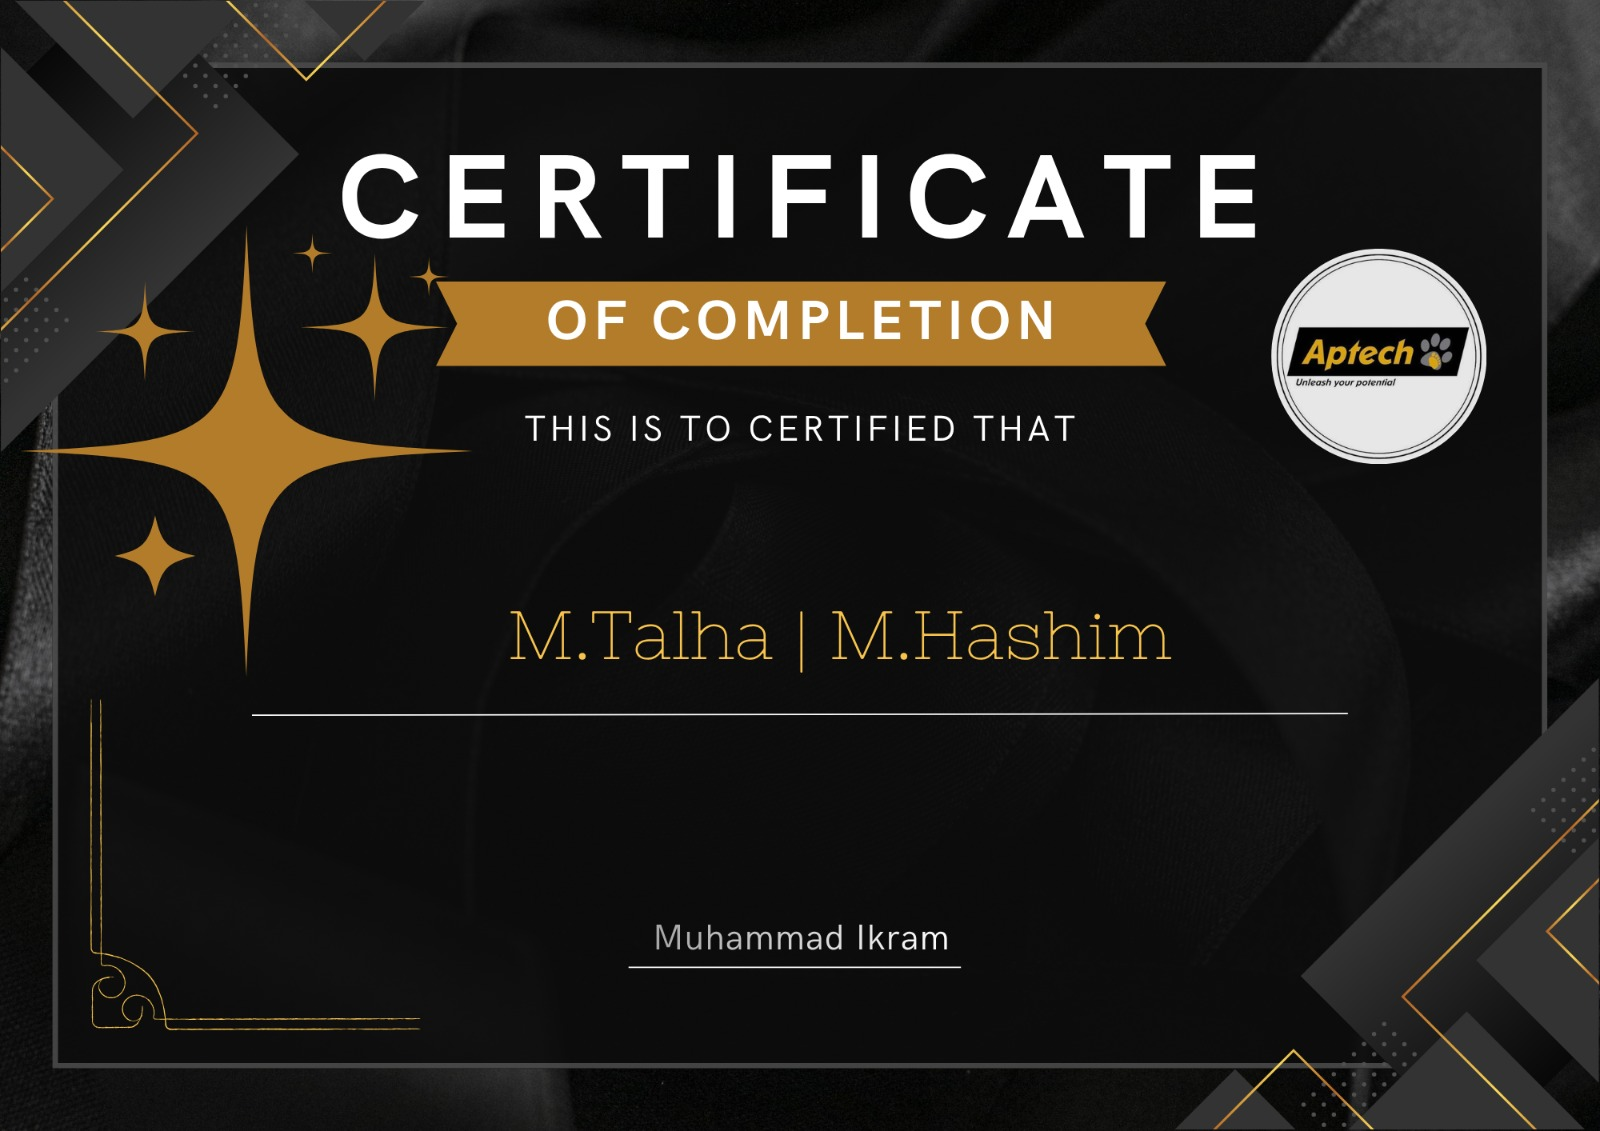 CERTIFICATE
OF COMPLETION
Aptech
Unleash your potential
THIS IS TO CERTIFIED THAT
M.Talha | M.Hashim
Muhammad Ikram